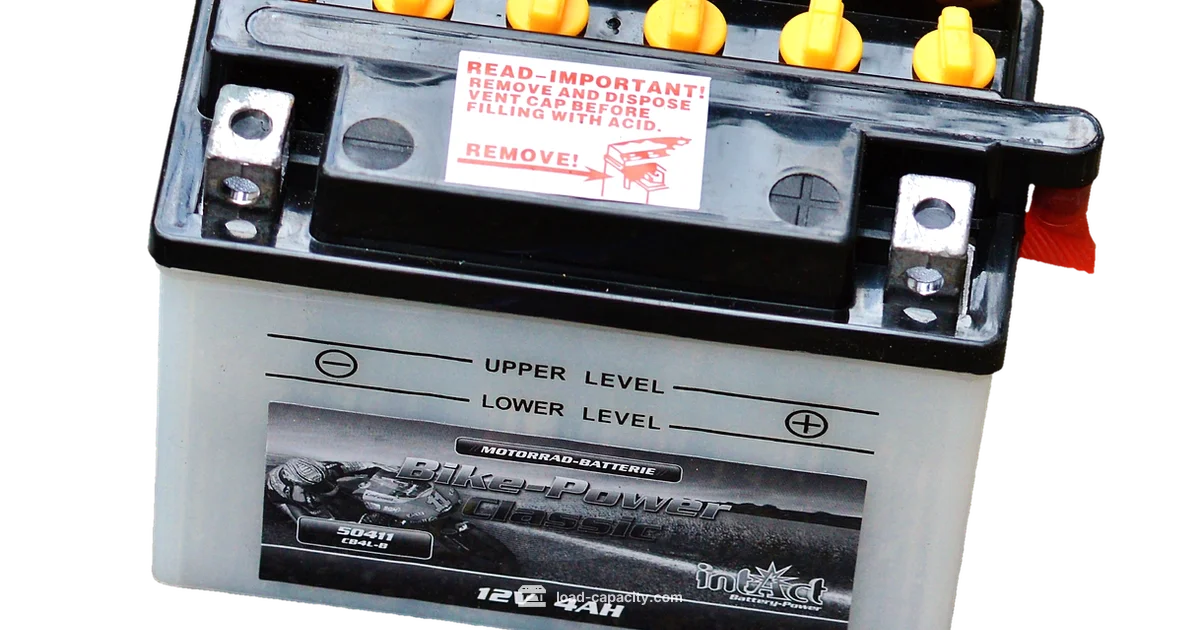 READ-IMPORTANT!
REMOVE AND DISPOSE
VENT CAP BEFORE
FILLING WITH ACID.
REMOVE!
UPPER LEVEL
LOWER LEVEL
MOTORRAD-BATTERIE
Bike-Power
Classic
50411
CB4L-B
intAct
Battery-Power
12V 4AH
load-capacity.com